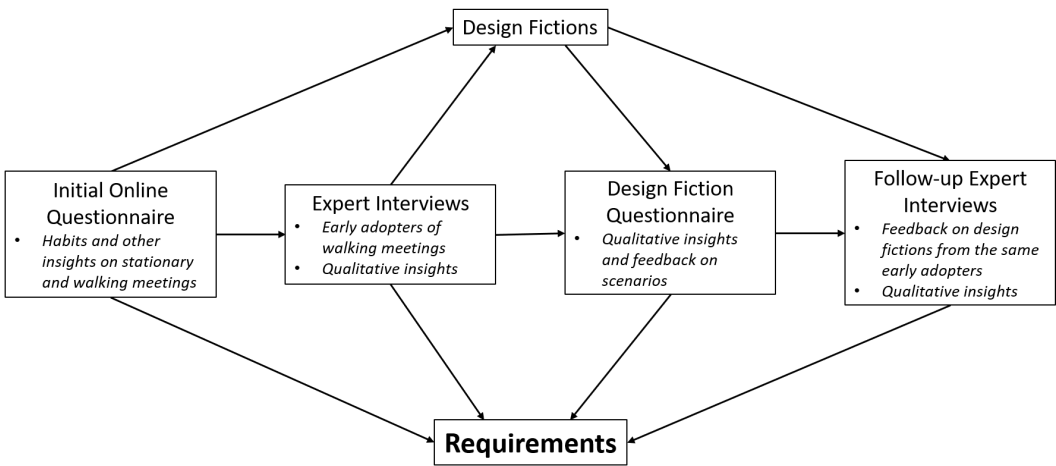 Design Fictions
Initial Online
Questionnaire
• Habits and other
insights on stationary
and walking meetings
Expert Interviews
• Early adopters of
walking meetings
• Qualitative insights
Design Fiction
Questionnaire
• Qualitative insights
and feedback on
scenarios
Follow-up Expert
Interviews
• Feedback on design
fictions from the same
early adopters
• Qualitative insights
Requirements